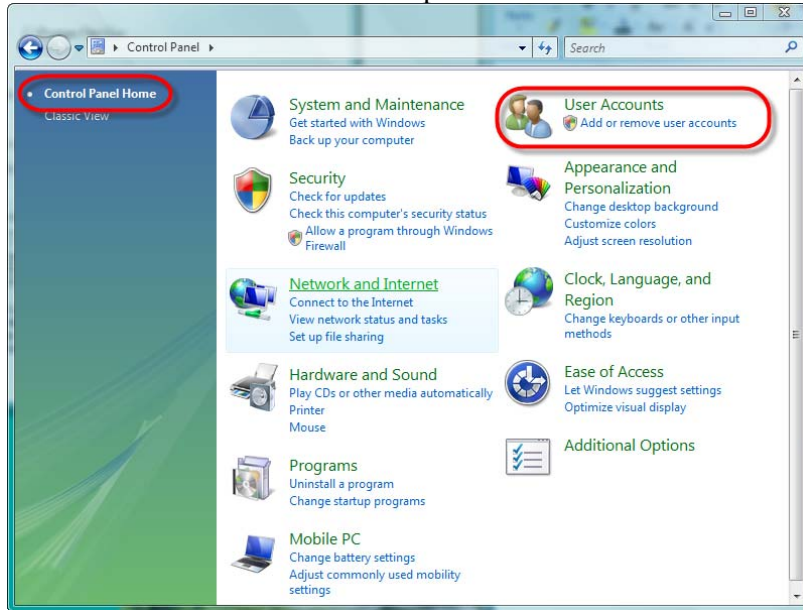 Control Panel
Search
Control Panel Home
Classic View
System and Maintenance
Get started with Windows
Back up your computer
Security
Check for updates
Check this computer's security status
Allow a program through Windows
Firewall
Network and Internet
Connect to the Internet
View network status and tasks
Set up file sharing
Hardware and Sound
Play CDs or other media automatically
Printer
Mouse
Programs
Uninstall a program
Change startup programs
Mobile PC
Change battery settings
Adjust commonly used mobility
settings
User Accounts
Add or remove user accounts
Appearance and
Personalization
Change desktop background
Customize colors
Adjust screen resolution
Clock, Language, and
Region
Change keyboards or other input
methods
Ease of Access
Let Windows suggest settings
Optimize visual display
Additional Options